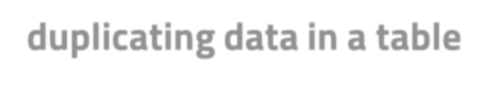 duplicating data in a table